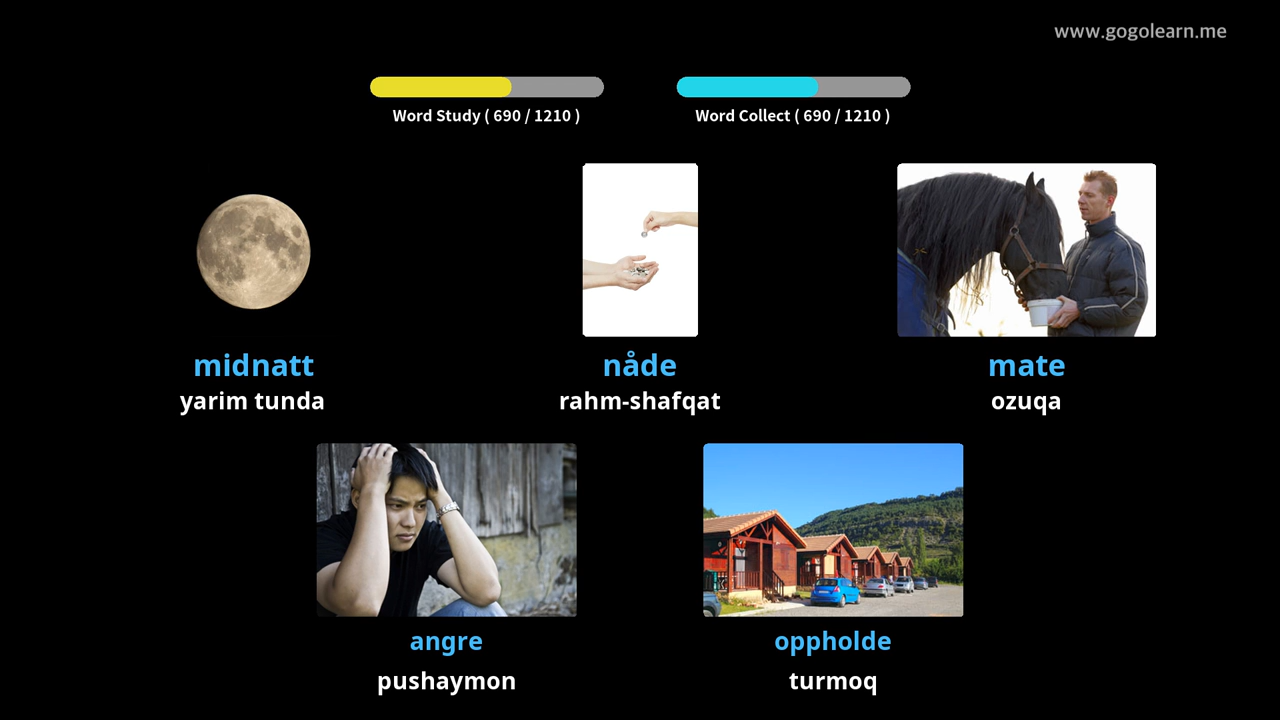 www.gogolearn.me
Word Study ( 690 / 1210 )
Word Collect ( 690 / 1210 )
midnatt
yarim tunda
nåde
rahm-shafqat
mate
ozuqa
angre
pushaymon
oppholde
turmoq